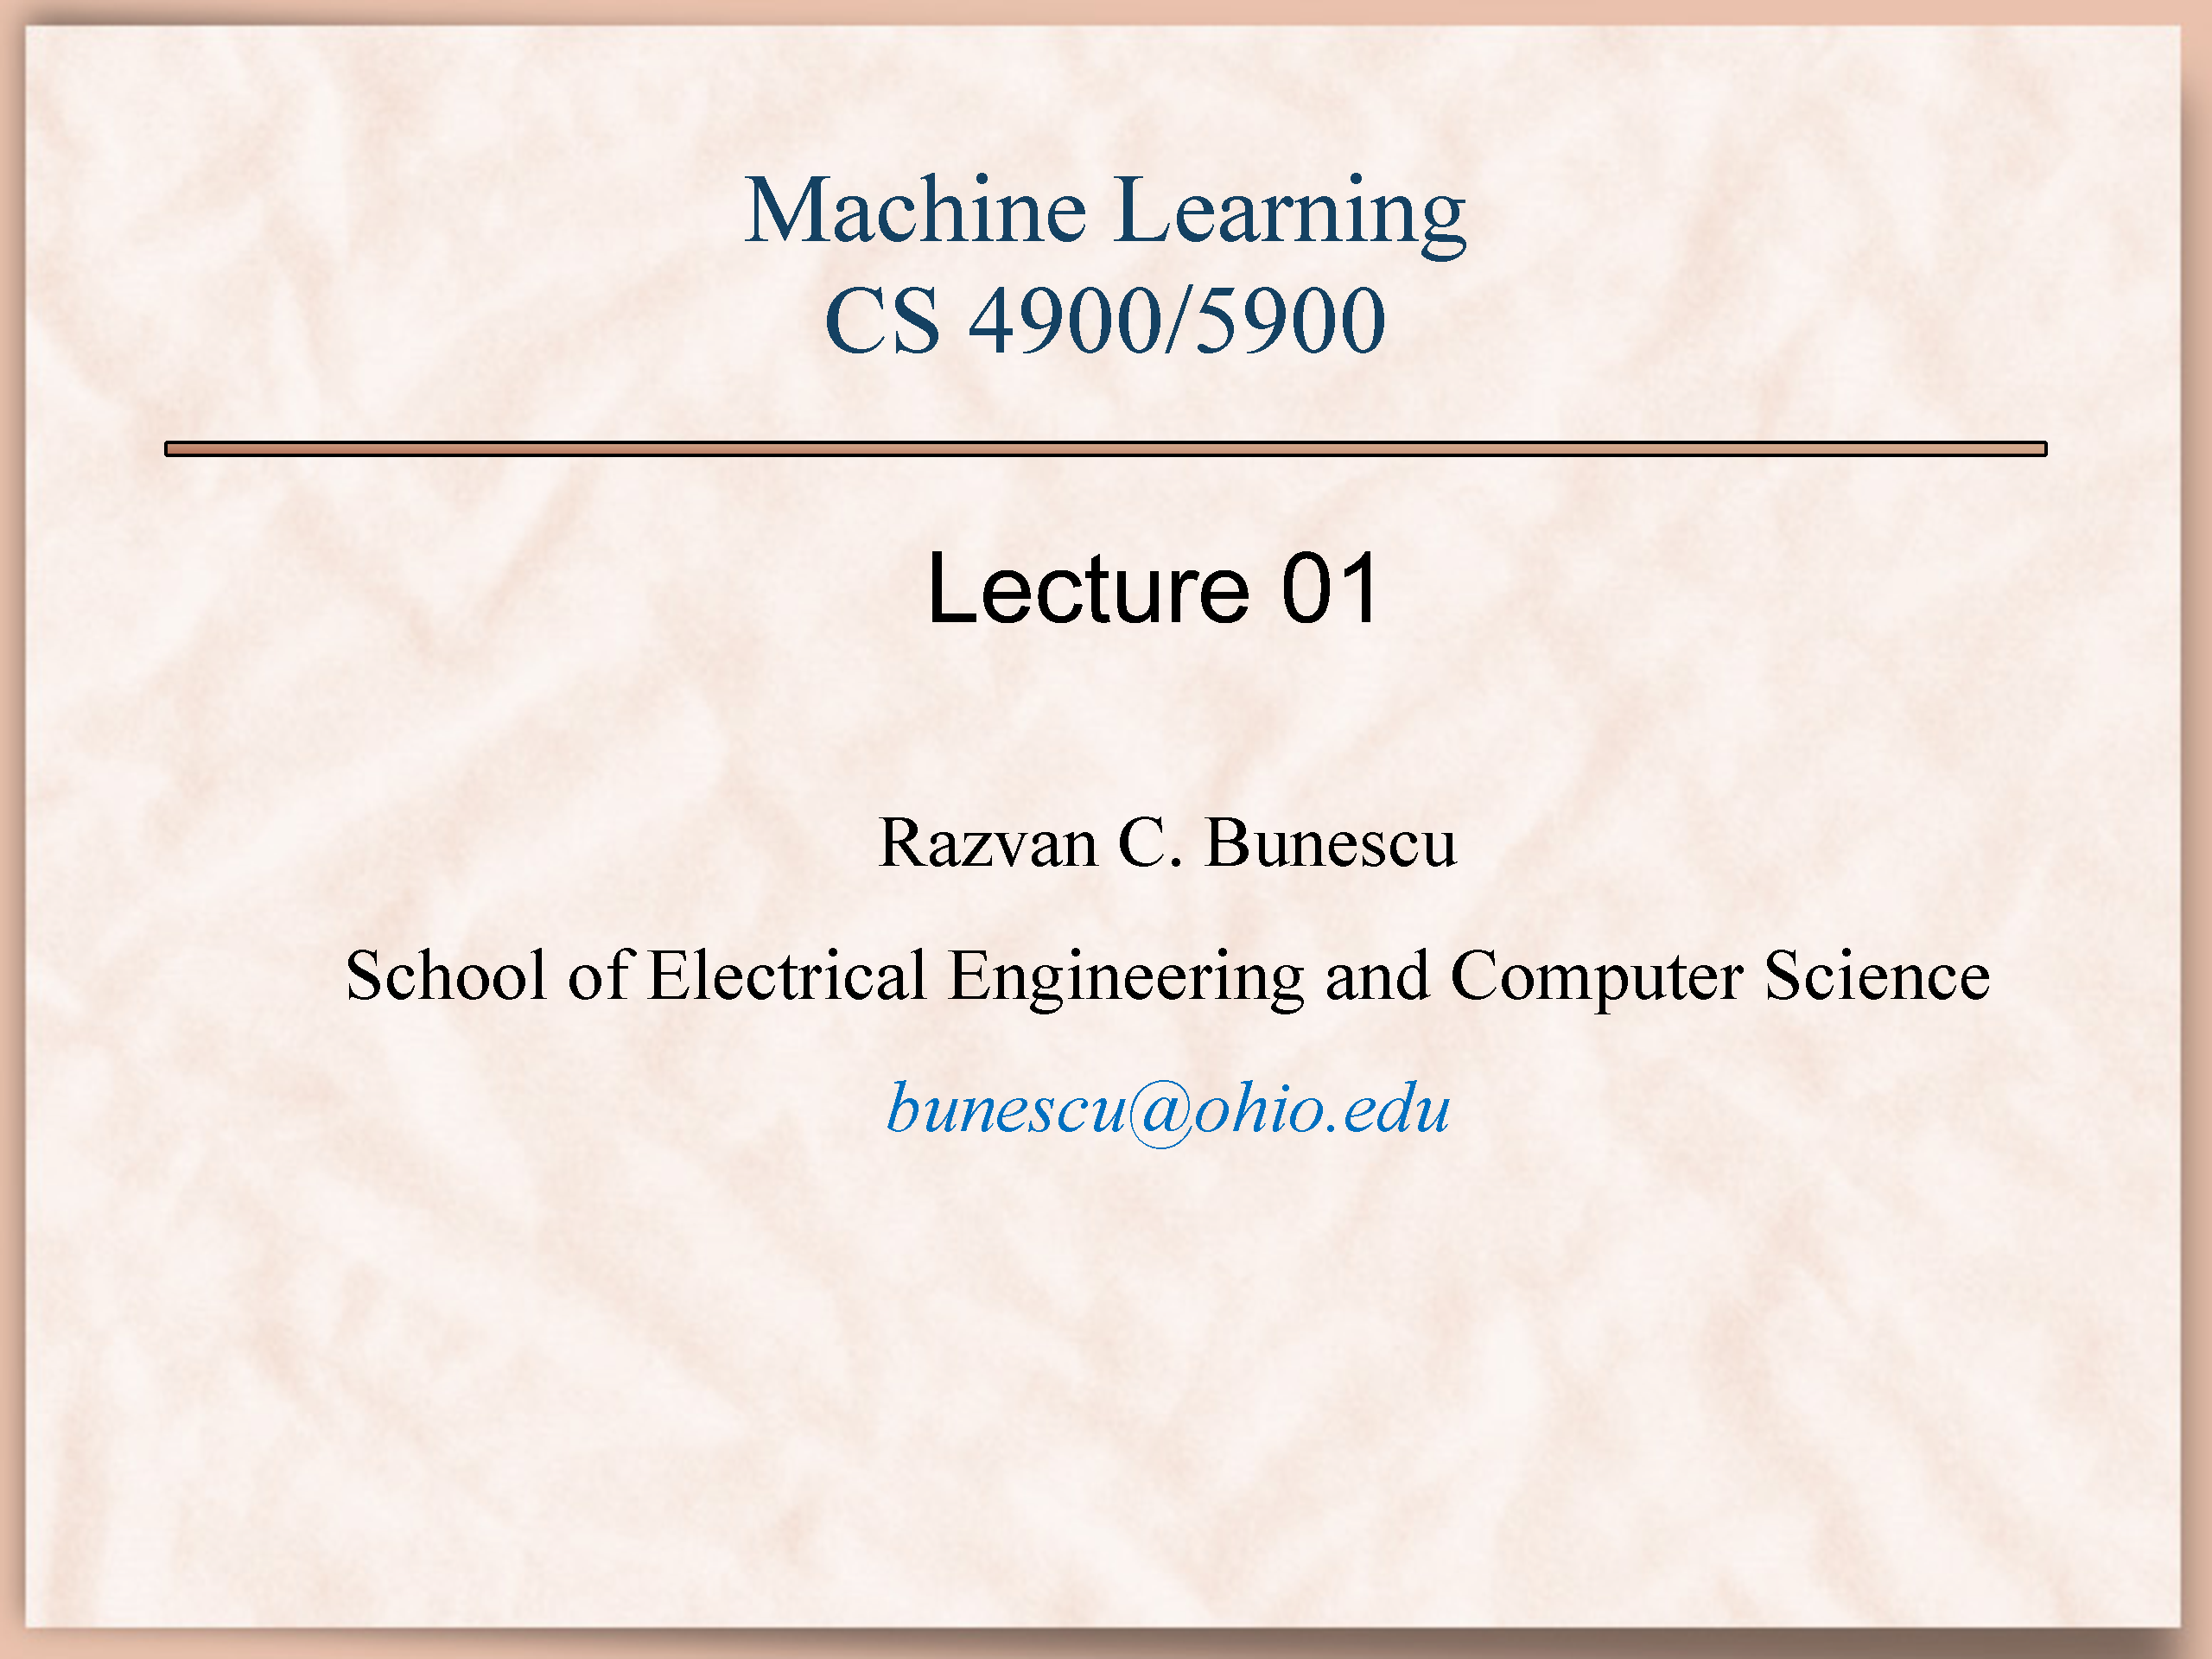 Machine Learning
CS 4900/5900
Lecture 01
Razvan C. Bunescu
School of Electrical Engineering and Computer Science
bunescu@ohio.edu